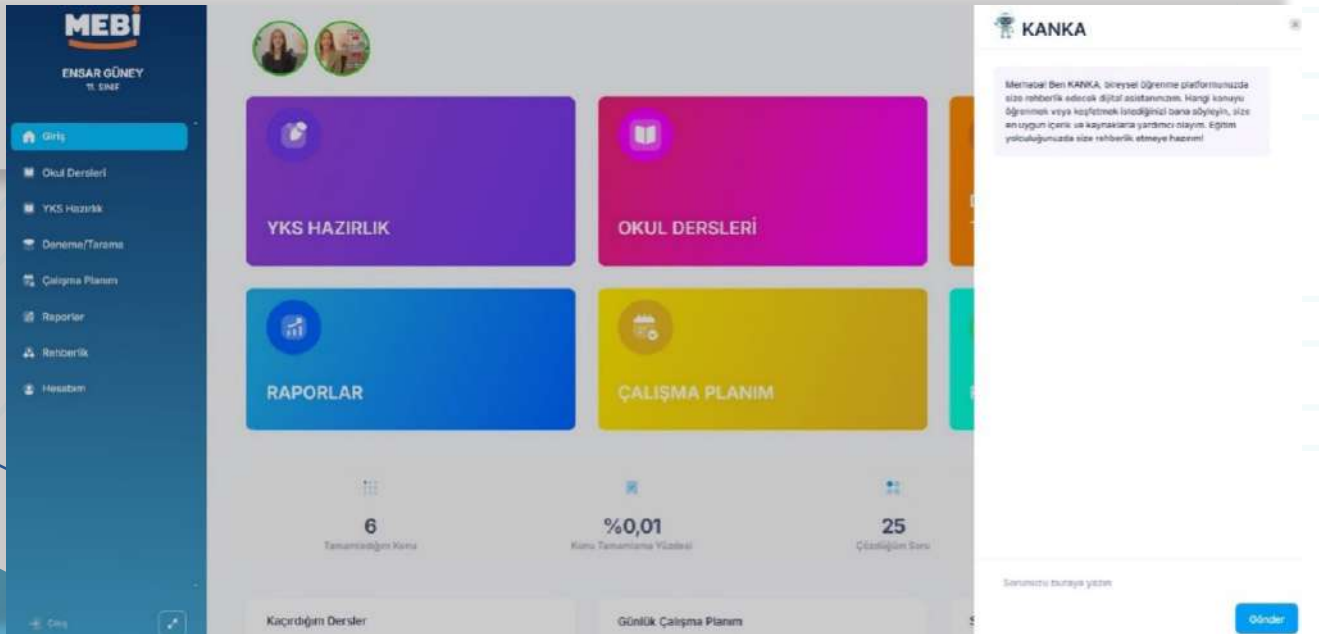 MEBİ
ENSAR GÜNEY
11. SINIF
Giriş
Okul Dersleri
YKS Hazırlık
Deneme/Tarama
Çalışma Planım
Raporlar
Rehberlik
Hesabım
YKS HAZIRLIK
OKUL DERSLERİ
RAPORLAR
ÇALIŞMA PLANIM
6
Tamamladığım Konu
%0,01
Konu Tamamlama Yüzdesi
25
Çözdüğüm Soru
Kaçırdığım Dersler
Günlük Çalışma Planım
KANKA
Merhaba! Ben KANKA, bireysel öğrenme platformunuzda
size rehberlik edecek dijital asistanınızım. Hangi konuyu
öğrenmek veya keşfetmek istediğinizi bana söyleyin, size
en uygun içerik ve kaynaklarla yardımcı olayım. Eğitim
yolculuğunuzda size rehberlik etmeye hazırım!
Sorunuzu buraya yazın
Gönder